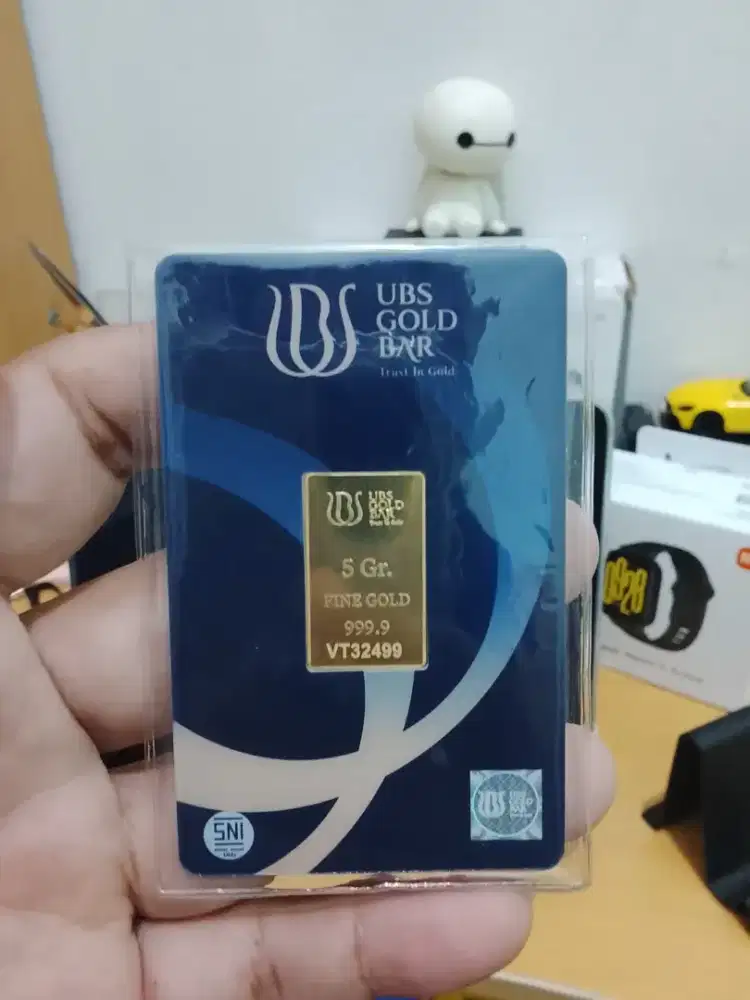 UBS
GOLD
BAR
Trust In Gold
UBS
GOLD
BAR
5 Gr.
FINE GOLD
999.9
VT32499
SNI
UBS